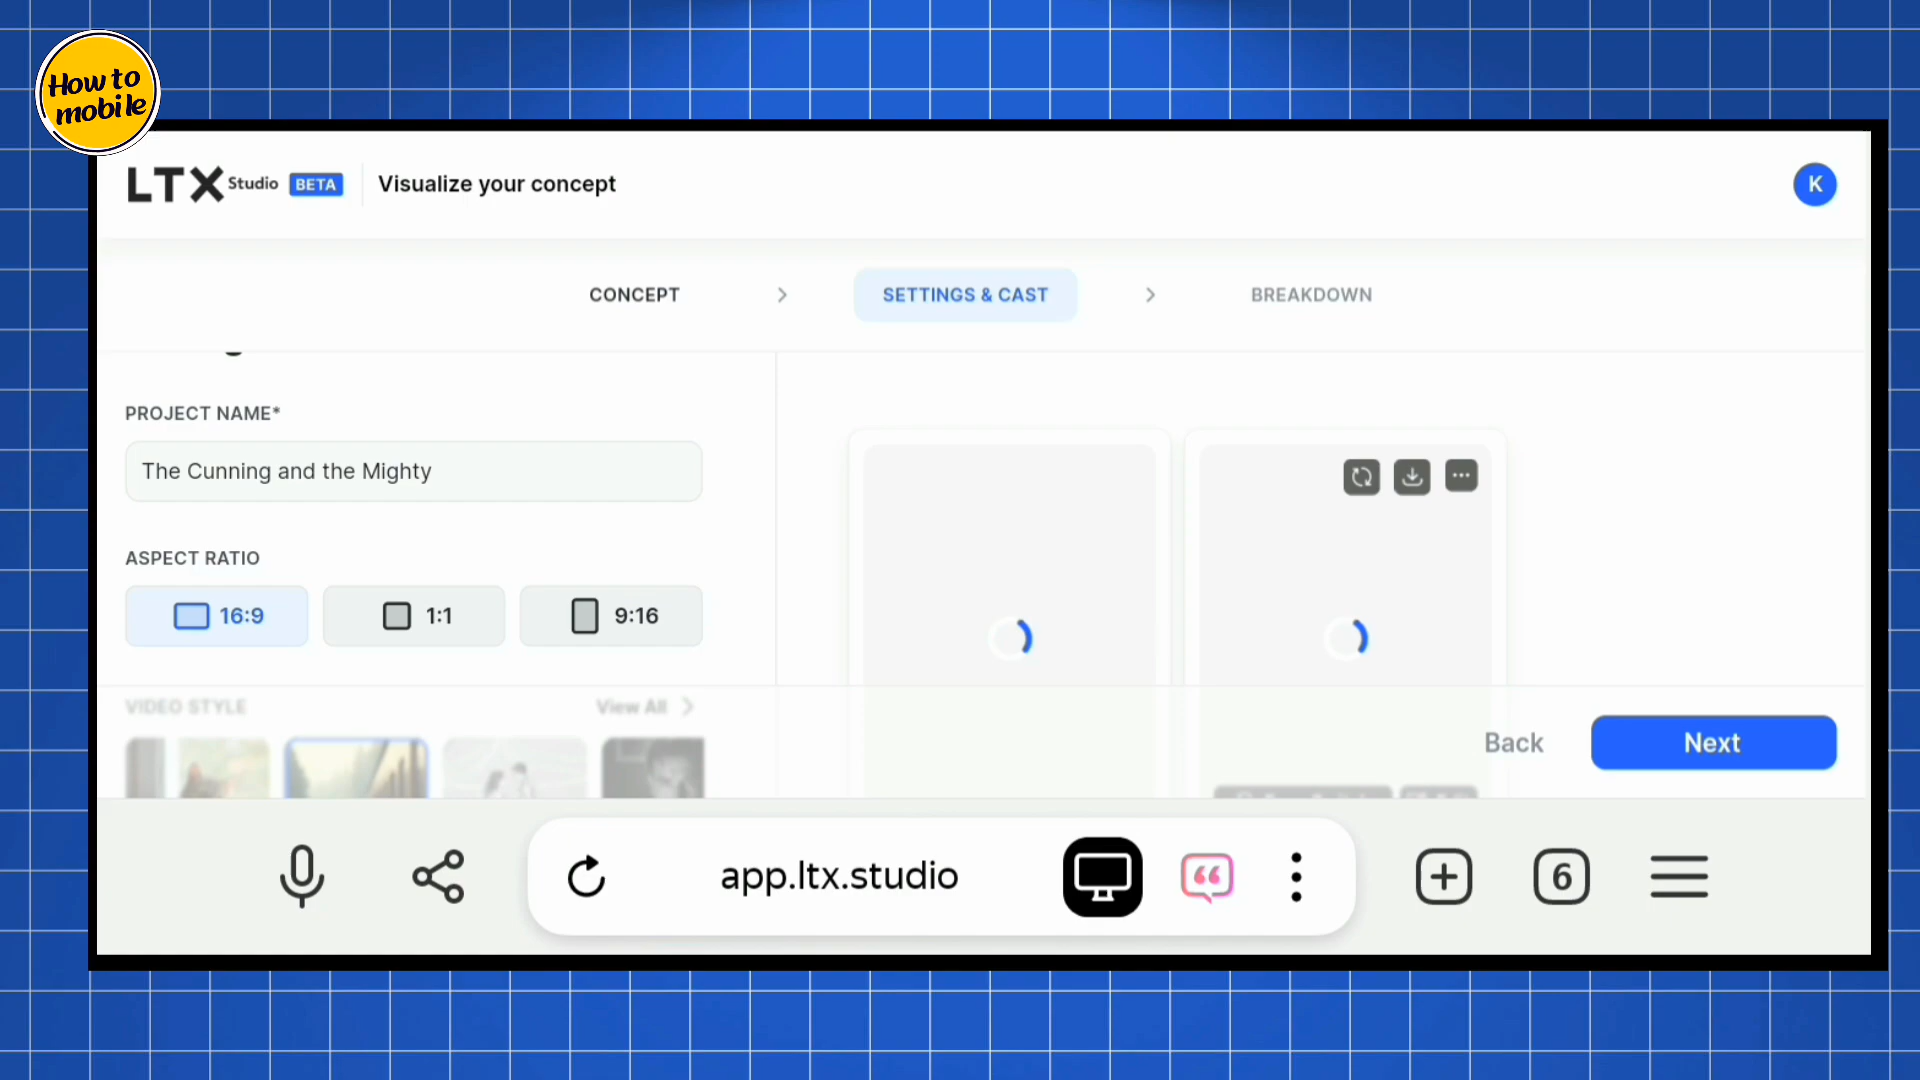 How to
mobile
LTX Studio BETA Visualize your concept
K
CONCEPT
SETTINGS & CAST
BREAKDOWN
PROJECT NAME*
The Cunning and the Mighty
ASPECT RATIO
16:9
1:1
9:16
VIDEO STYLE
View All
Back
Next
app.ltx.studio
6